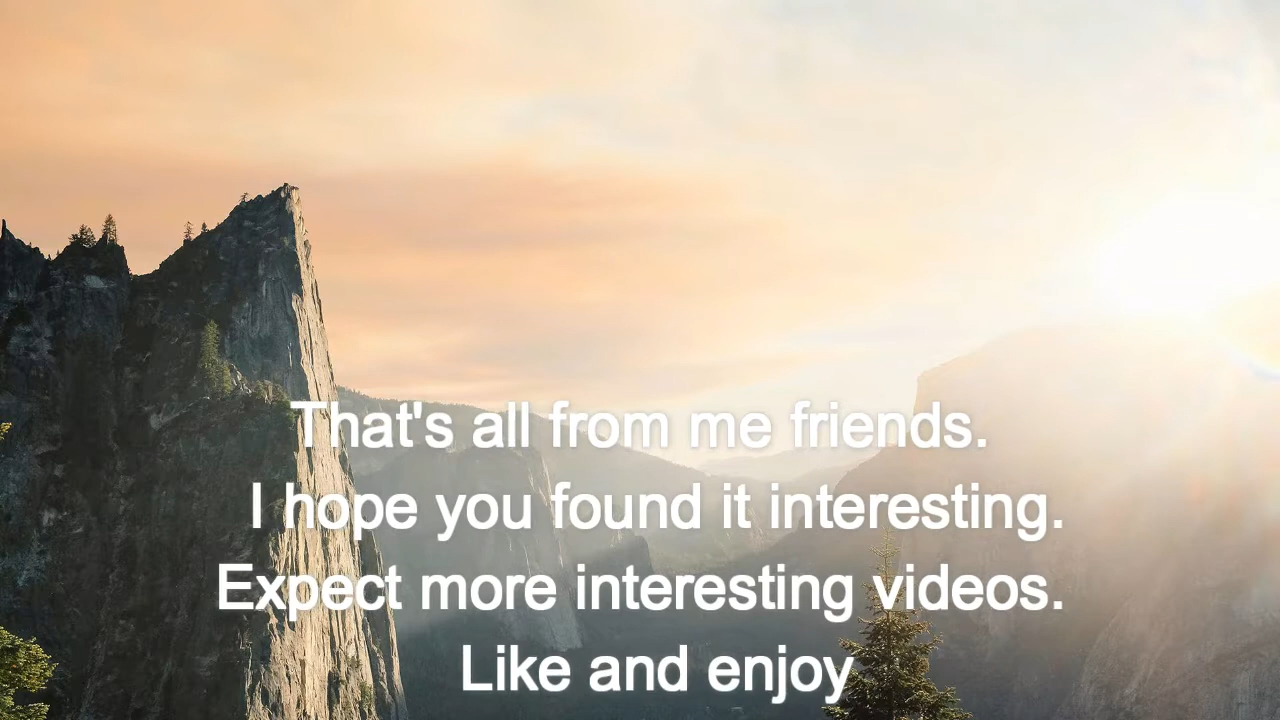 That's all from me friends.
I hope you found it interesting.
Expect more interesting videos.
Like and enjoy